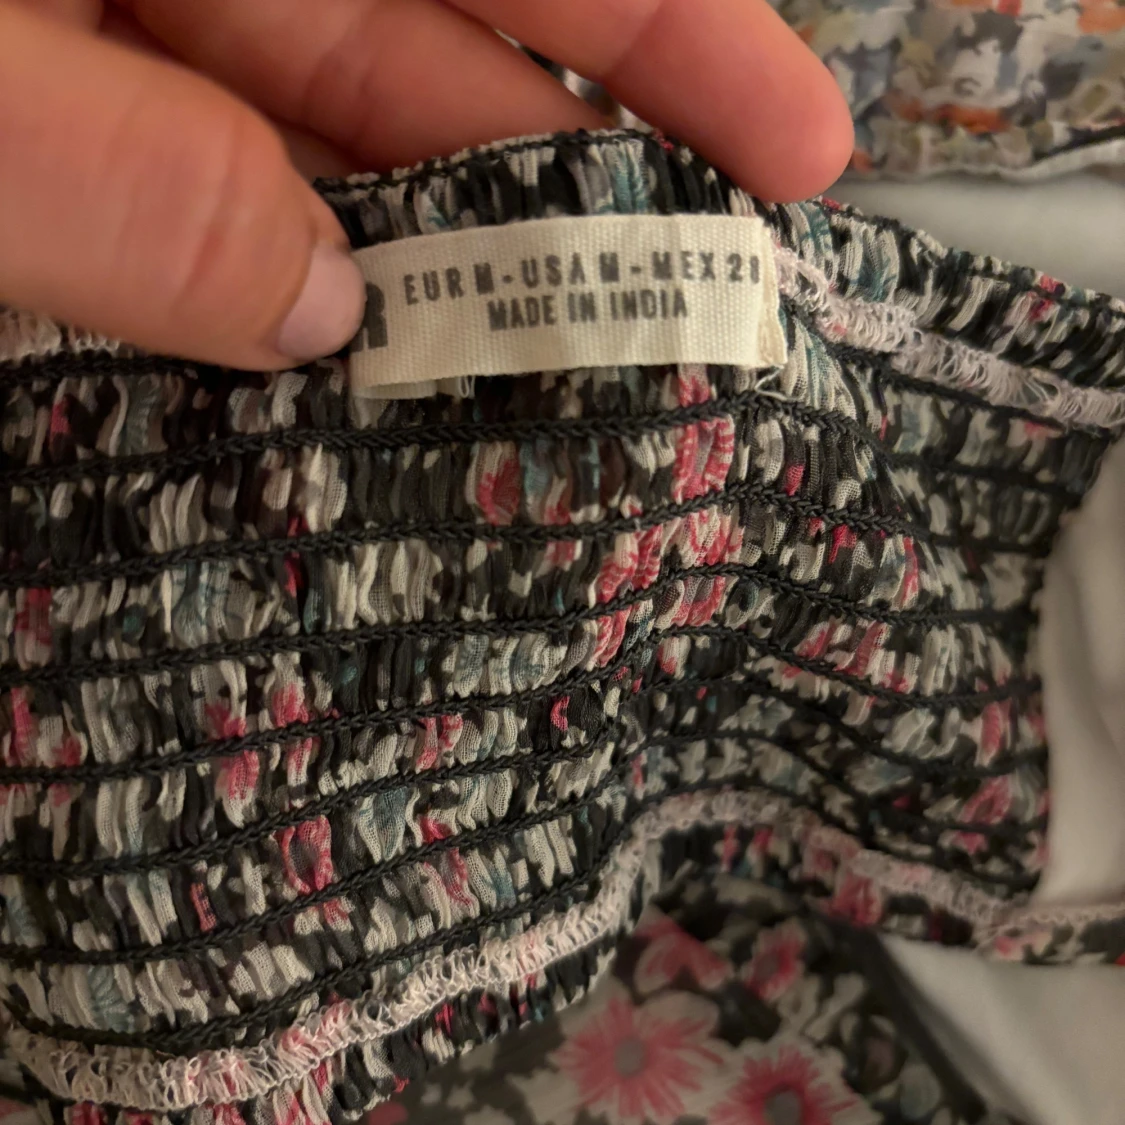 R
EUR M - USA M - MEX 28
MADE IN INDIA